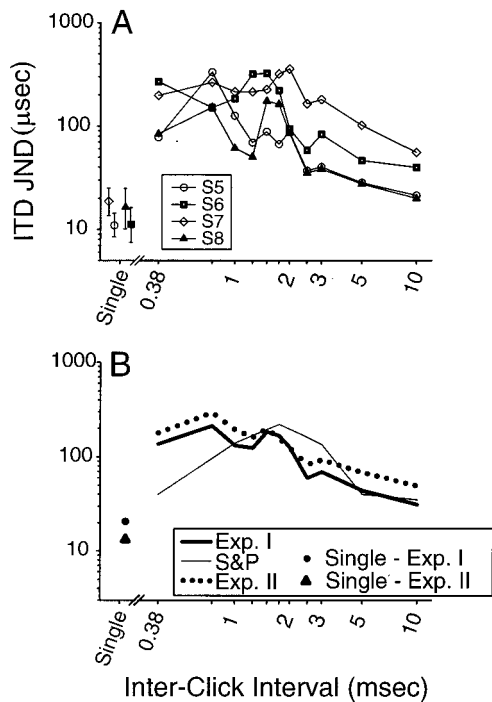 A
1000
100
10
ITD JND (μsec)
S5
S6
S7
S8
Single
0.38
1
2
3
5
10
B
1000
100
10
Exp. I
S&P
Exp. II
Single - Exp. I
Single - Exp. II
Single
0.38
1
2
3
5
10
Inter-Click Interval (msec)